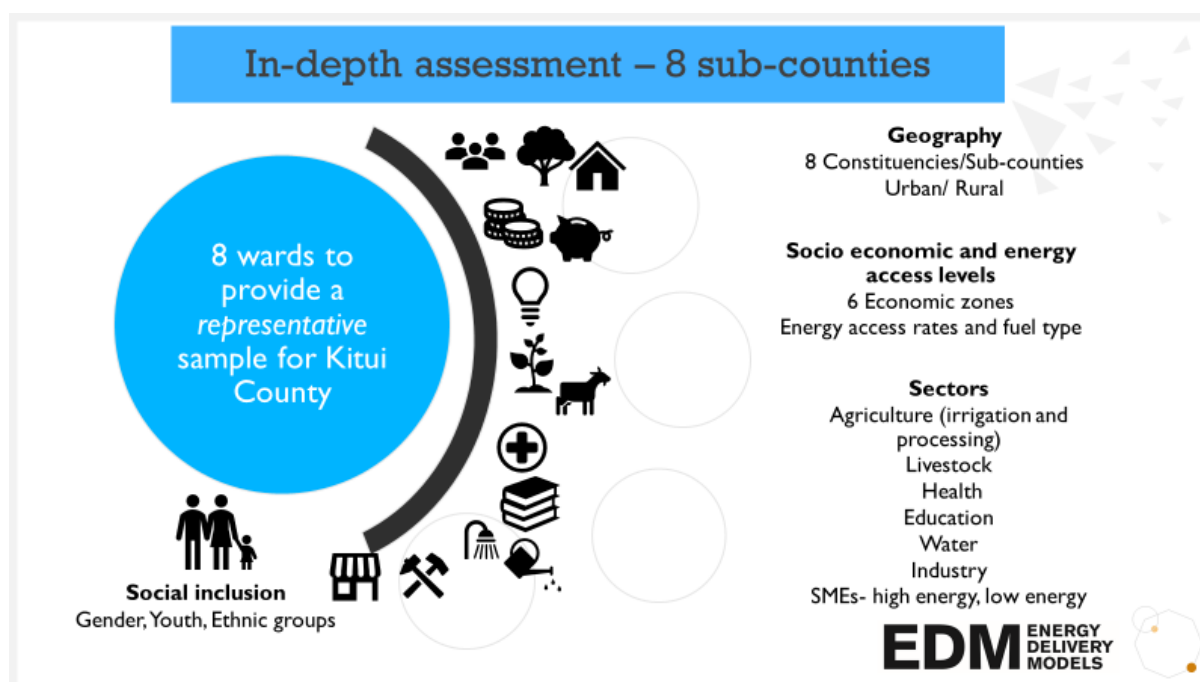 In-depth assessment – 8 sub-counties
8 wards to
provide a
representative
sample for Kitui
County
Social inclusion
Gender, Youth, Ethnic groups
Geography
8 Constituencies/Sub-counties
Urban/ Rural
Socio economic and energy
access levels
6 Economic zones
Energy access rates and fuel type
Sectors
Agriculture (irrigation and
processing)
Livestock
Health
Education
Water
Industry
SMEs- high energy, low energy
EDM
ENERGY
DELIVERY
MODELS